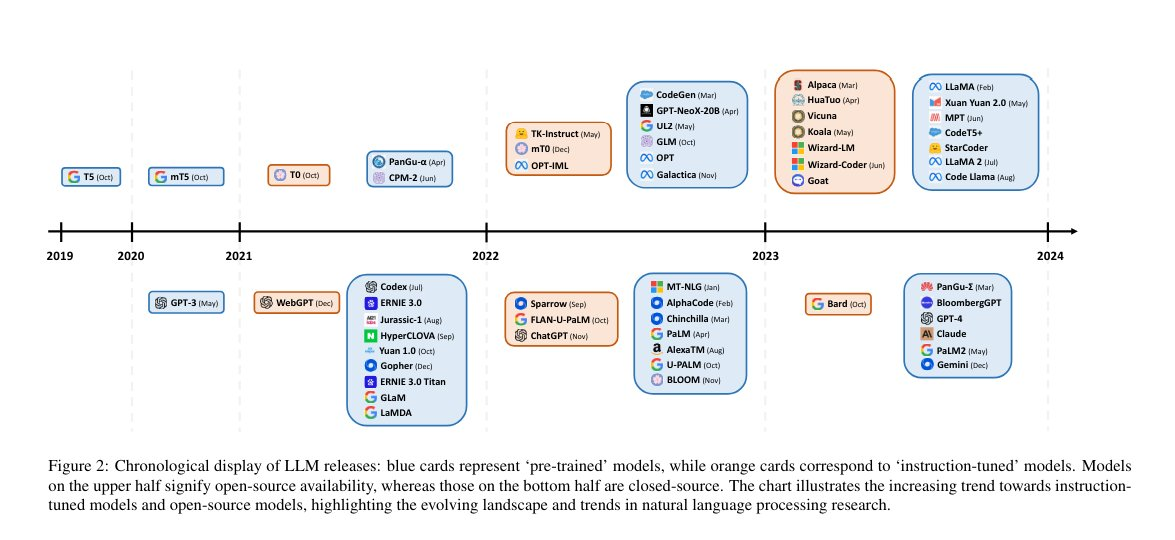 CodeGen (Mar)
GPT-NeoX-20B (Apr)
UL2 (May)
GLM (Jun)
OPT
Galactica (Nov)
Alpaca (Mar)
HuaTuo (Apr)
Vicuna
Koala (May)
Wizard-LM
Wizard-Coder (Jun)
Goat
LLaMA (Feb)
Xuan Yuan 2.0 (May)
MPT (Jun)
CodeT5+
StarCoder
LLaMA 2 (Jul)
Code Llama (Aug)
TK-Instruct (May)
mT0 (Dec)
OPT-IML
T5 (Oct)
mT5 (Oct)
T0 (Oct)
PanGu-α (Apr)
CPM-2 (Jun)
2019
2020
2021
2022
2023
2024
GPT-3 (May)
WebGPT (Dec)
Codex (Jul)
ERNIE 3.0
Jurassic-1 (Aug)
HyperCLOVA (Sep)
Yuan 1.0 (Oct)
Gopher (Dec)
ERNIE 3.0 Titan
GLaM
LaMDA
Sparrow (Sep)
FLAN-U-PaLM (Oct)
ChatGPT (Nov)
MT-NLG (Jan)
AlphaCode (Feb)
Chinchilla (Mar)
PaLM (Apr)
AlexaTM (Aug)
U-PALM (Oct)
BLOOM (Nov)
Bard (Oct)
PanGu-Σ (Mar)
BloombergGPT
GPT-4
Claude
PaLM2 (May)
Gemini (Dec)
Figure 2: Chronological display of LLM releases: blue cards represent ‘pre-trained’ models, while orange cards correspond to ‘instruction-tuned’ models. Models
on the upper half signify open-source availability, whereas those on the bottom half are closed-source. The chart illustrates the increasing trend towards instruction-
tuned models and open-source models, highlighting the evolving landscape and trends in natural language processing research.